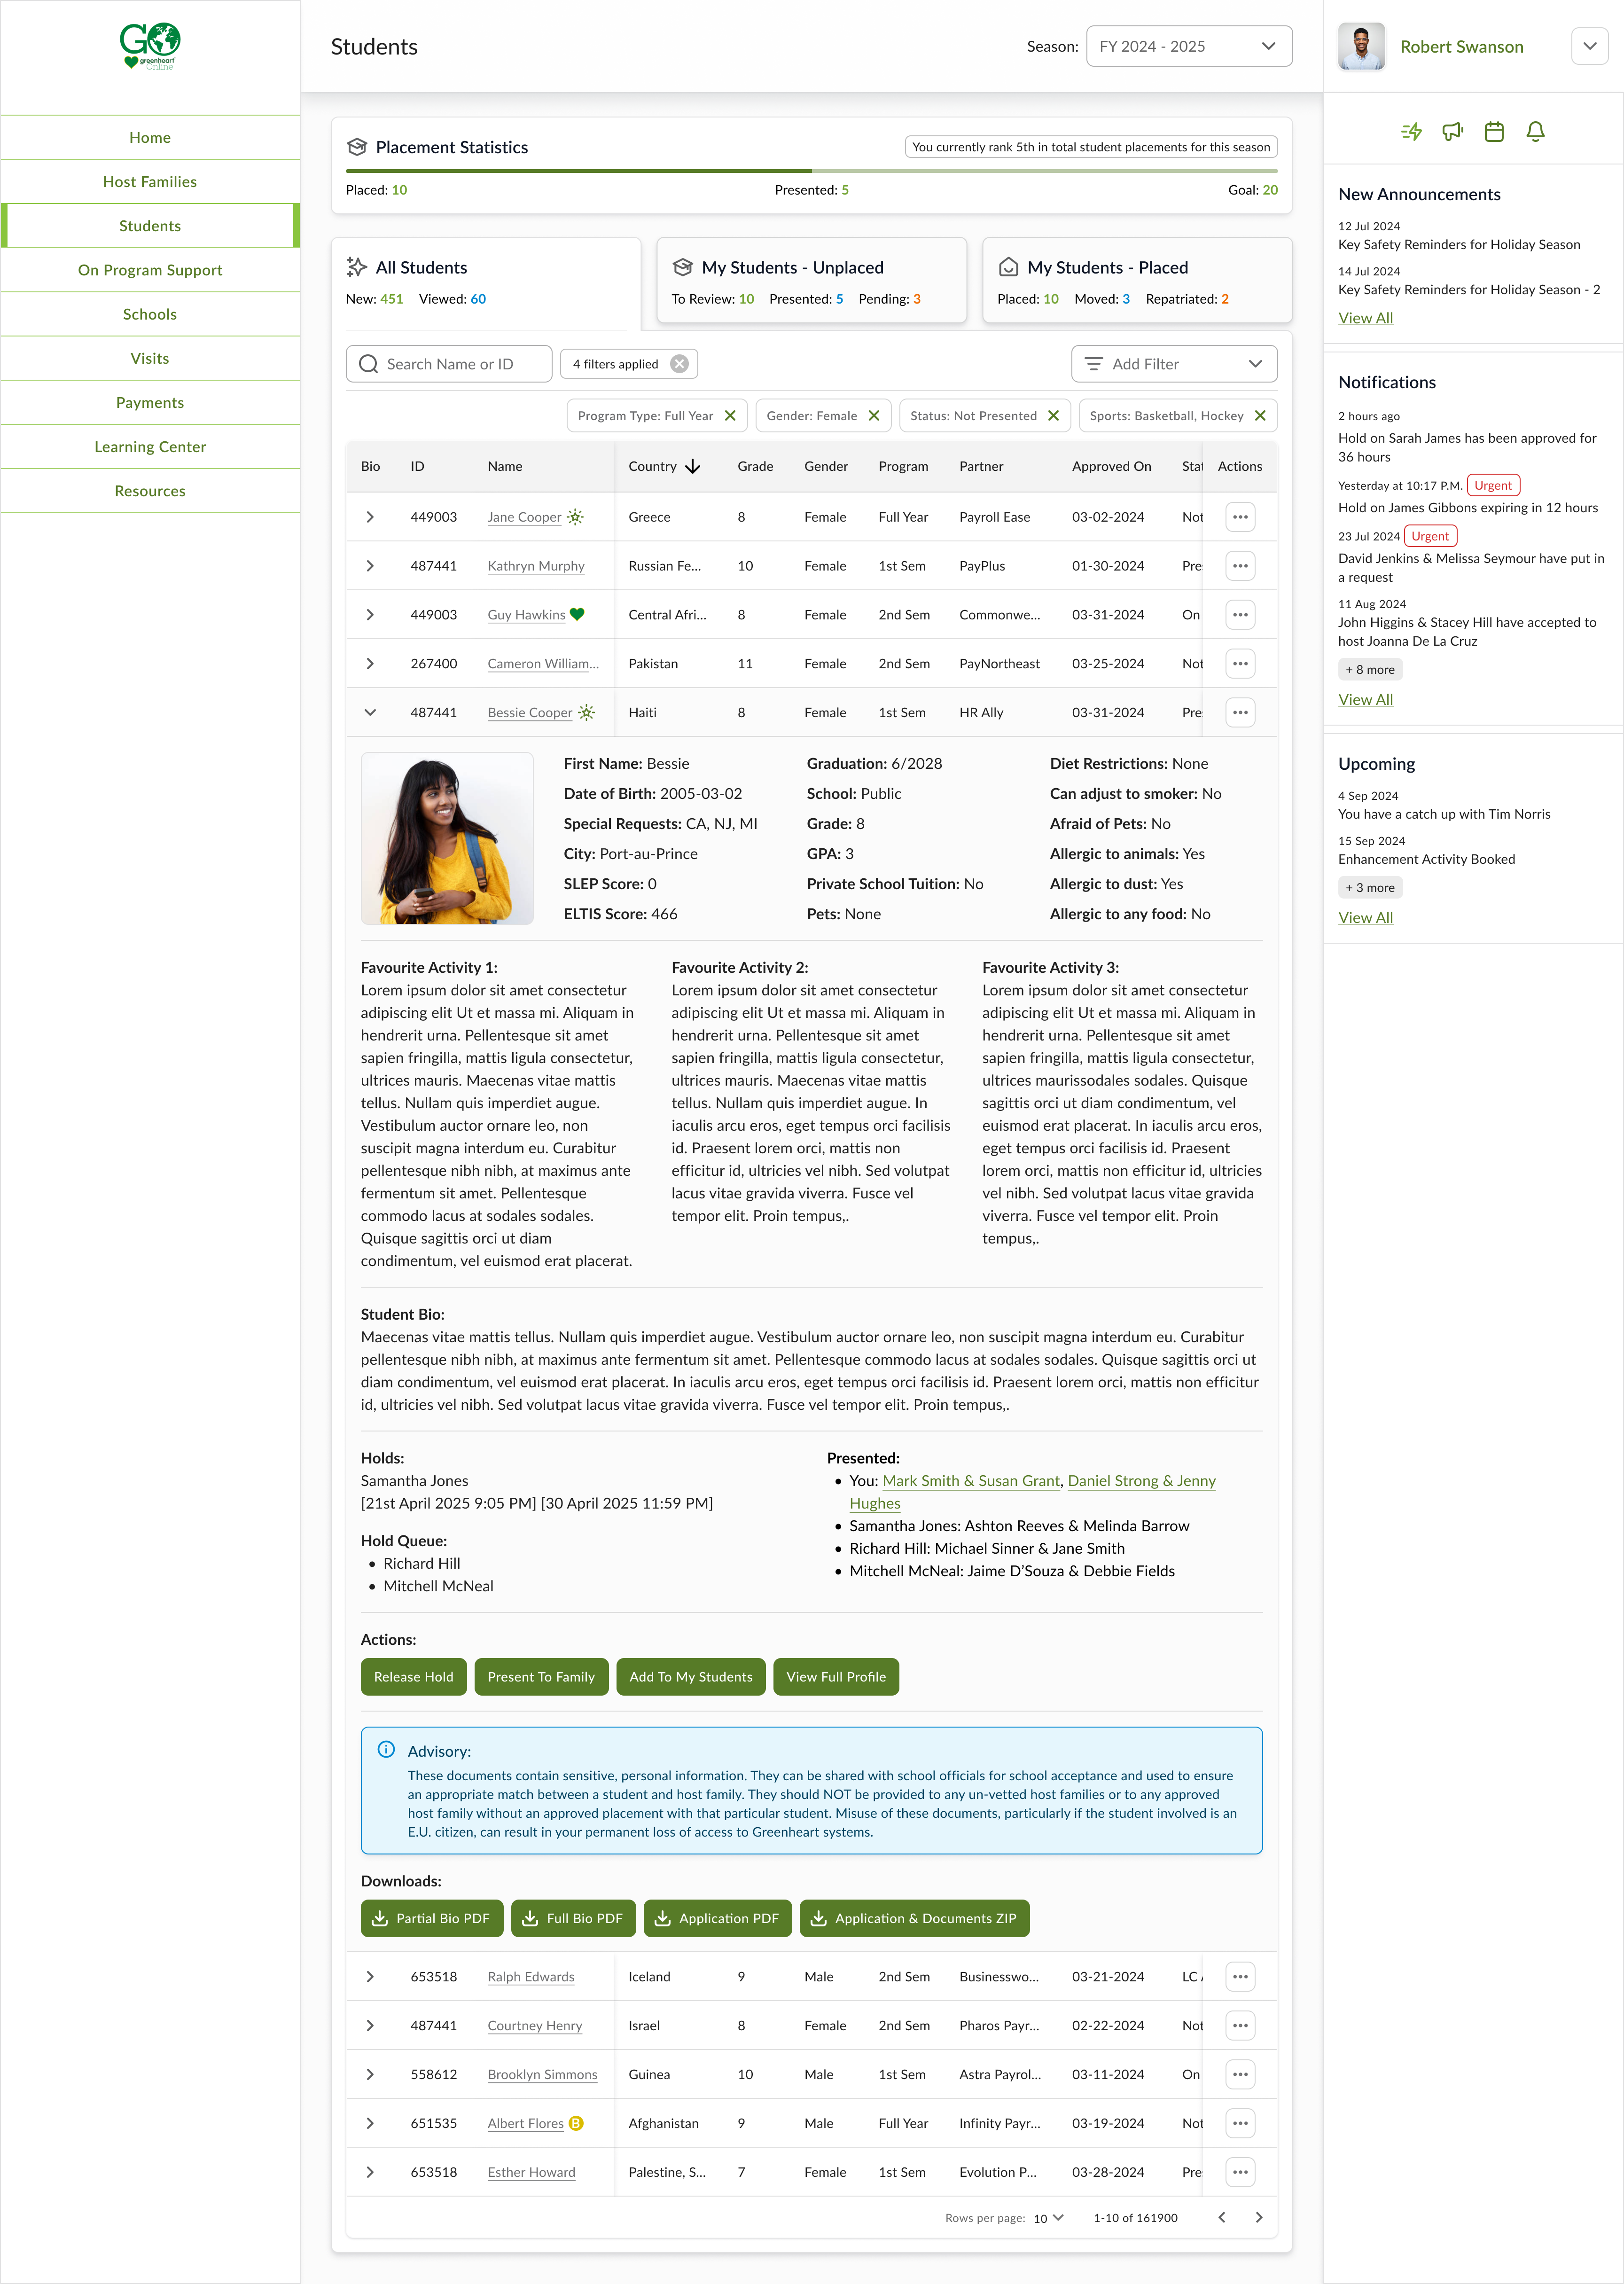 GO
greenheart
Online
Home
Host Families
Students
On Program Support
Schools
Visits
Payments
Learning Center
Resources
Students
Season: FY 2024 - 2025
Placement Statistics
You currently rank 5th in total student placements for this season
Placed: 10 Presented: 5 Goal: 20
All Students
New: 451 Viewed: 60
My Students - Unplaced
To Review: 10 Presented: 5 Pending: 3
My Students - Placed
Placed: 10 Moved: 3 Repatriated: 2
Search Name or ID 4 filters applied Add Filter
Program Type: Full Year Gender: Female Status: Not Presented Sports: Basketball, Hockey
Bio ID Name Country Grade Gender Program Partner Approved On Stat Actions
449003 Jane Cooper Greece 8 Female Full Year Payroll Ease 03-02-2024 Not
487441 Kathryn Murphy Russian Fe... 10 Female 1st Sem PayPlus 01-30-2024 Pre
449003 Guy Hawkins Central Afri... 8 Female 2nd Sem Commonwe... 03-31-2024 On
267400 Cameron William... Pakistan 11 Female 2nd Sem PayNortheast 03-25-2024 Not
487441 Bessie Cooper Haiti 8 Female 1st Sem HR Ally 03-31-2024 Pre
First Name: Bessie
Date of Birth: 2005-03-02
Special Requests: CA, NJ, MI
City: Port-au-Prince
SLEP Score: 0
ELTIS Score: 466
Graduation: 6/2028
School: Public
Grade: 8
GPA: 3
Private School Tuition: No
Pets: None
Diet Restrictions: None
Can adjust to smoker: No
Afraid of Pets: No
Allergic to animals: Yes
Allergic to dust: Yes
Allergic to any food: No
Favourite Activity 1:
Lorem ipsum dolor sit amet consectetur
adipiscing elit Ut et massa mi. Aliquam in
hendrerit urna. Pellentesque sit amet
sapien fringilla, mattis ligula consectetur,
ultrices mauris. Maecenas vitae mattis
tellus. Nullam quis imperdiet augue.
Vestibulum auctor ornare leo, non
suscipit magna interdum eu. Curabitur
pellentesque nibh nibh, at maximus ante
fermentum sit amet. Pellentesque
commodo lacus at sodales sodales.
Quisque sagittis orci ut diam
condimentum, vel euismod erat placerat.
Favourite Activity 2:
Lorem ipsum dolor sit amet consectetur
adipiscing elit Ut et massa mi. Aliquam in
hendrerit urna. Pellentesque sit amet
sapien fringilla, mattis ligula consectetur,
ultrices mauris. Maecenas vitae mattis
tellus. Nullam quis imperdiet augue. In
iaculis arcu eros, eget tempus orci facilisis
id. Praesent lorem orci, mattis non
efficitur id, ultricies vel nibh. Sed volutpat
lacus vitae gravida viverra. Fusce vel
tempor elit. Proin tempus,.
Favourite Activity 3:
Lorem ipsum dolor sit amet consectetur
adipiscing elit Ut et massa mi. Aliquam in
hendrerit urna. Pellentesque sit amet
sapien fringilla, mattis ligula consectetur,
ultrices maurissodales sodales. Quisque
sagittis orci ut diam condimentum, vel
euismod erat placerat. In iaculis arcu eros,
eget tempus orci facilisis id. Praesent
lorem orci, mattis non efficitur id, ultricies
vel nibh. Sed volutpat lacus vitae gravida
viverra. Fusce vel tempor elit. Proin
tempus,.
Student Bio:
Maecenas vitae mattis tellus. Nullam quis imperdiet augue. Vestibulum auctor ornare leo, non suscipit magna interdum eu. Curabitur
pellentesque nibh nibh, at maximus ante fermentum sit amet. Pellentesque commodo lacus at sodales sodales. Quisque sagittis orci ut
diam condimentum, vel euismod erat placerat. In iaculis arcu eros, eget tempus orci facilisis id. Praesent lorem orci, mattis non efficitur
id, ultricies vel nibh. Sed volutpat lacus vitae gravida viverra. Fusce vel tempor elit. Proin tempus,.
Holds:
Samantha Jones
[21st April 2025 9:05 PM] [30 April 2025 11:59 PM]
Hold Queue:
• Richard Hill
• Mitchell McNeal
Presented:
• You: Mark Smith & Susan Grant, Daniel Strong & Jenny
Hughes
• Samantha Jones: Ashton Reeves & Melinda Barrow
• Richard Hill: Michael Sinner & Jane Smith
• Mitchell McNeal: Jaime D’Souza & Debbie Fields
Actions:
Release Hold Present To Family Add To My Students View Full Profile
Advisory:
These documents contain sensitive, personal information. They can be shared with school officials for school acceptance and used to ensure
an appropriate match between a student and host family. They should NOT be provided to any un-vetted host families or to any approved
host family without an approved placement with that particular student. Misuse of these documents, particularly if the student involved is an
E.U. citizen, can result in your permanent loss of access to Greenheart systems.
Downloads:
Partial Bio PDF Full Bio PDF Application PDF Application & Documents ZIP
653518 Ralph Edwards Iceland 9 Male 2nd Sem Businesswo... 03-21-2024 LC
487441 Courtney Henry Israel 8 Female 2nd Sem Pharos Payr... 02-22-2024 Not
558612 Brooklyn Simmons Guinea 10 Male 1st Sem Astra Payrol... 03-11-2024 On
651535 Albert Flores B Afghanistan 9 Male Full Year Infinity Payr... 03-19-2024 Not
653518 Esther Howard Palestine, S... 7 Female 1st Sem Evolution P... 03-28-2024 Pre
Rows per page: 10 1-10 of 161900
Robert Swanson
New Announcements
12 Jul 2024
Key Safety Reminders for Holiday Season
14 Jul 2024
Key Safety Reminders for Holiday Season - 2
View All
Notifications
2 hours ago
Hold on Sarah James has been approved for
36 hours
Yesterday at 10:17 P.M. Urgent
Hold on James Gibbons expiring in 12 hours
23 Jul 2024 Urgent
David Jenkins & Melissa Seymour have put in
a request
11 Aug 2024
John Higgins & Stacey Hill have accepted to
host Joanna De La Cruz
+ 8 more
View All
Upcoming
4 Sep 2024
You have a catch up with Tim Norris
15 Sep 2024
Enhancement Activity Booked
+ 3 more
View All